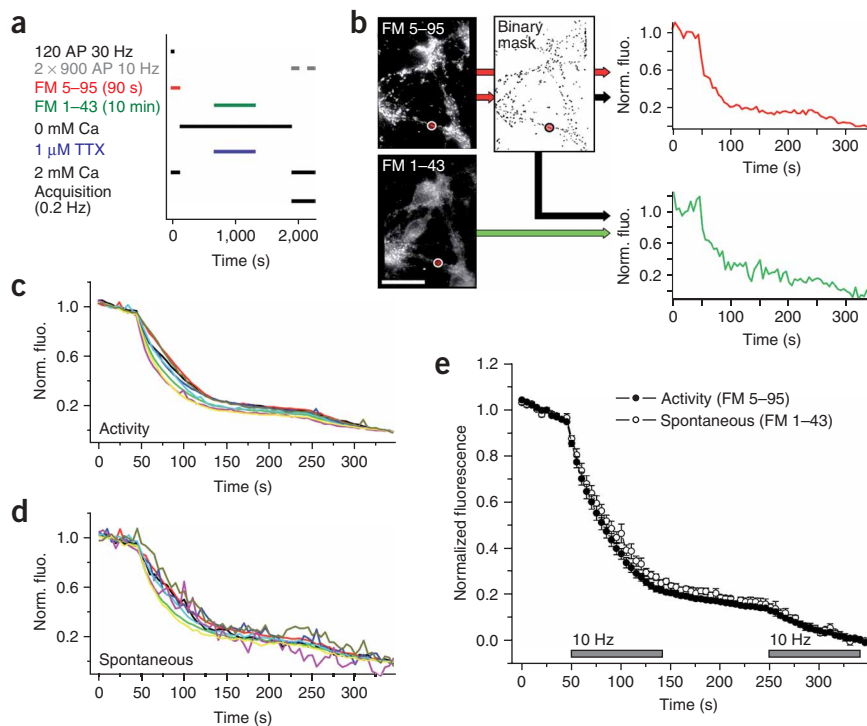 a
120 AP 30 Hz
2 × 900 AP 10 Hz
FM 5–95 (90 s)
FM 1–43 (10 min)
0 mM Ca
1 μM TTX
2 mM Ca
Acquisition
(0.2 Hz)
0 1,000 2,000
Time (s)
b
FM 5–95
Binary
mask
FM 1–43
Norm. fluo.
1.0
0.6
0.2
0 50 100 150 200 250 300
Time (s)
Norm. fluo.
1.0
0.6
0.2
0 50 100 150 200 250 300
Time (s)
c
Norm. fluo.
1.0
0.6
0.2
Activity
0 50 100 150 200 250 300
Time (s)
d
Norm. fluo.
1.0
0.6
0.2
Spontaneous
0 50 100 150 200 250 300
Time (s)
e
Normalized fluorescence
1.2
1.0
0.8
0.6
0.4
0.2
0.0
Activity (FM 5–95)
Spontaneous (FM 1–43)
10 Hz 10 Hz
0 50 100 150 200 250 300
Time (s)